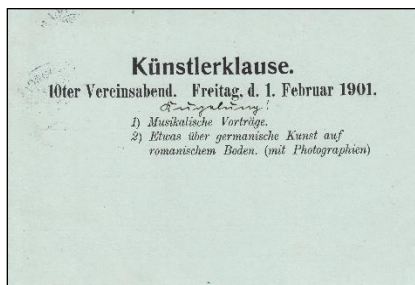 Künstlerklause.
10ter Vereinsabend. Freitag, d. 1. Februar 1901.
1) Musikalische Vorträge.
2) Etwas über germanische Kunst auf
romanischem Boden. (mit Photographien)